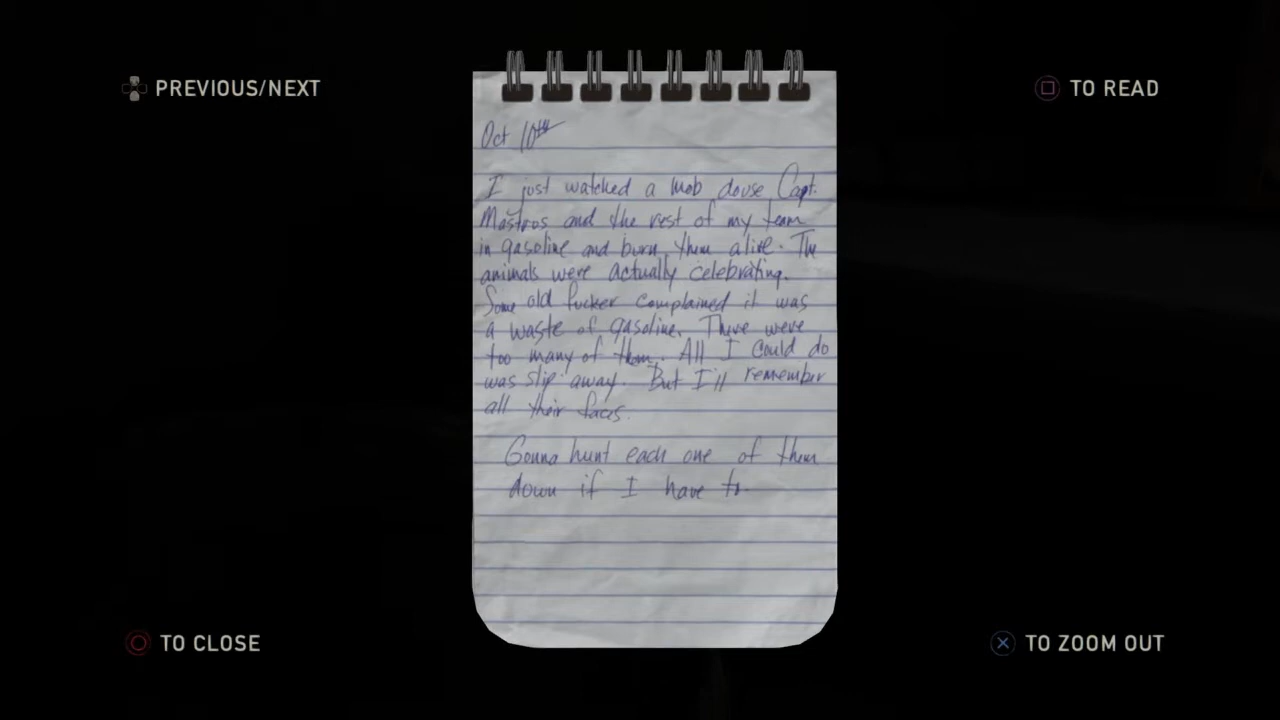 PREVIOUS/NEXT
TO READ
Oct 10th
I just watched a mob douse Capt.
Mastros and the rest of my team
in gasoline and burn them alive. The
animals were actually celebrating.
Some old fucker complained it was
a waste of gasoline. There were
too many of them. All I could do
was slip away. But I'll remember
all their faces.
Gonna hunt each one of them
down if I have to.
TO CLOSE
TO ZOOM OUT